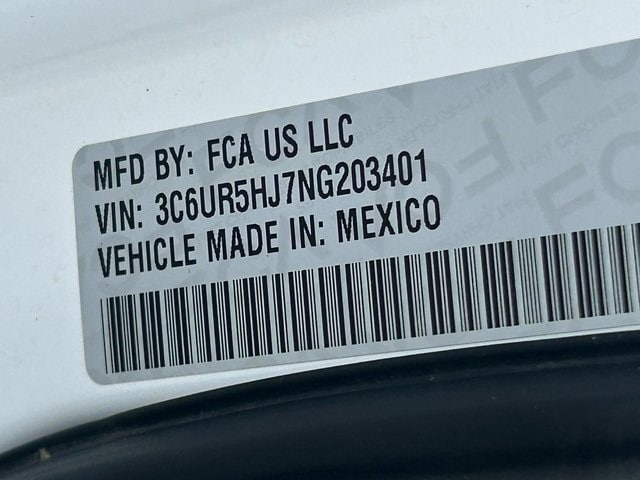 MFD BY: FCA US LLC
VIN: 3C6UR5HJ7NG203401
VEHICLE MADE IN: MEXICO